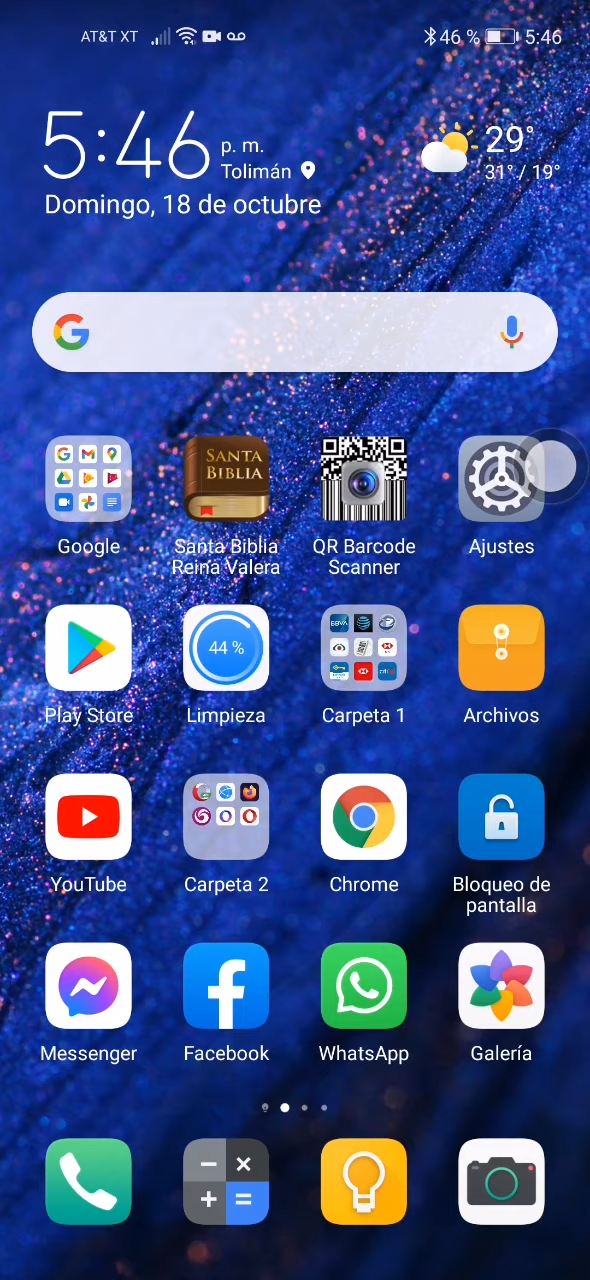 AT&T XT 46 % 5:46
5:46 p. m.
Tolimán
29°
31° / 19°
Domingo, 18 de octubre
SANTA
BIBLIA
Google Santa Biblia Reina Valera QR Barcode Scanner Ajustes
44 %
BBVA
Play Store Limpieza Carpeta 1 Archivos
YouTube Carpeta 2 Chrome Bloqueo de pantalla
Messenger Facebook WhatsApp Galería